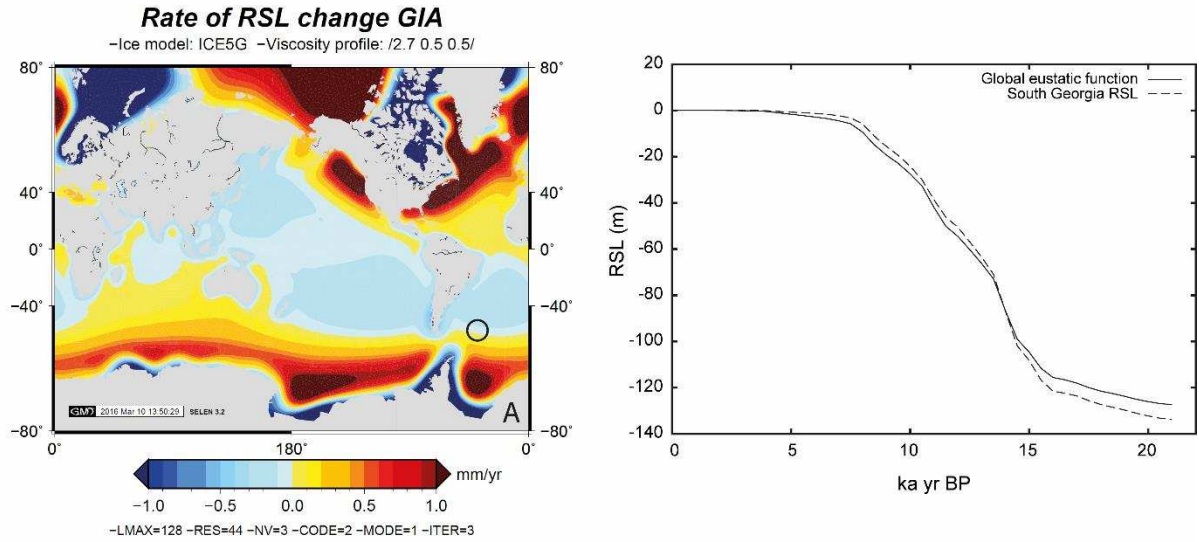 Rate of RSL change GIA
−Ice model: ICE5G −Viscosity profile: /2.7 0.5 0.5/
80˚ 80˚
40˚ 40˚
0˚ 0˚
−40˚ −40˚
−80˚ −80˚
GMD 2016 Mar 10 13:50:29 SELEN 3.2
A
0˚ 180˚ 0˚
mm/yr
−1.0 −0.5 0.0 0.5 1.0
−LMAX=128 −RES=44 −NV=3 −CODE=2 −MODE=1 −ITER=3
Global eustatic function
South Georgia RSL
RSL (m)
20
0
-20
-40
-60
-80
-100
-120
-140
0 5 10 15 20
ka yr BP